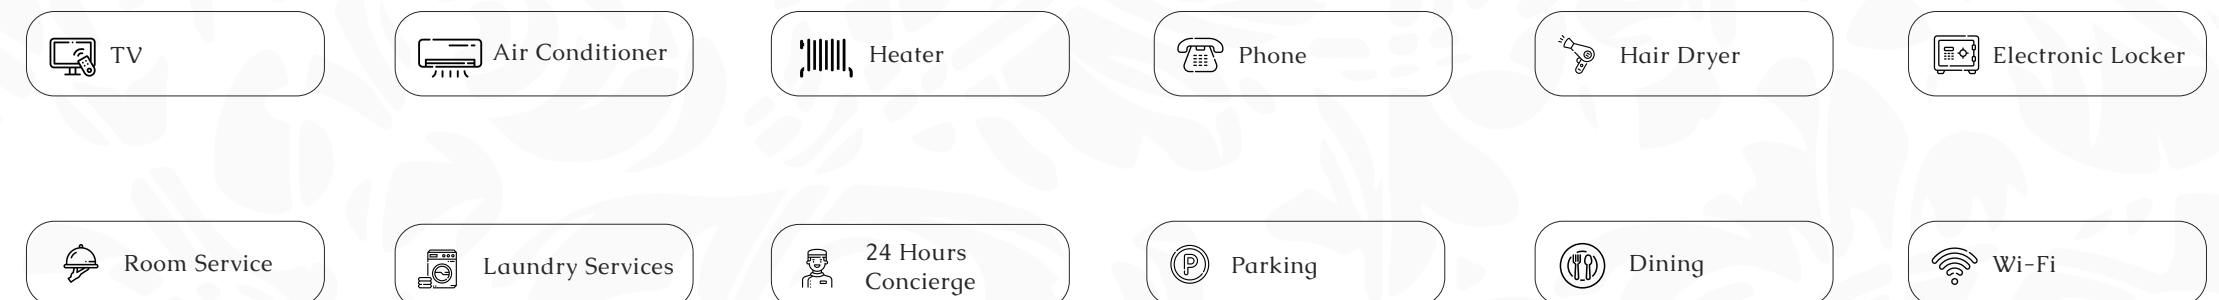 TV
Air Conditioner
Heater
Phone
Hair Dryer
Electronic Locker
Room Service
Laundry Services
24 Hours
Concierge
Parking
Dining
Wi-Fi